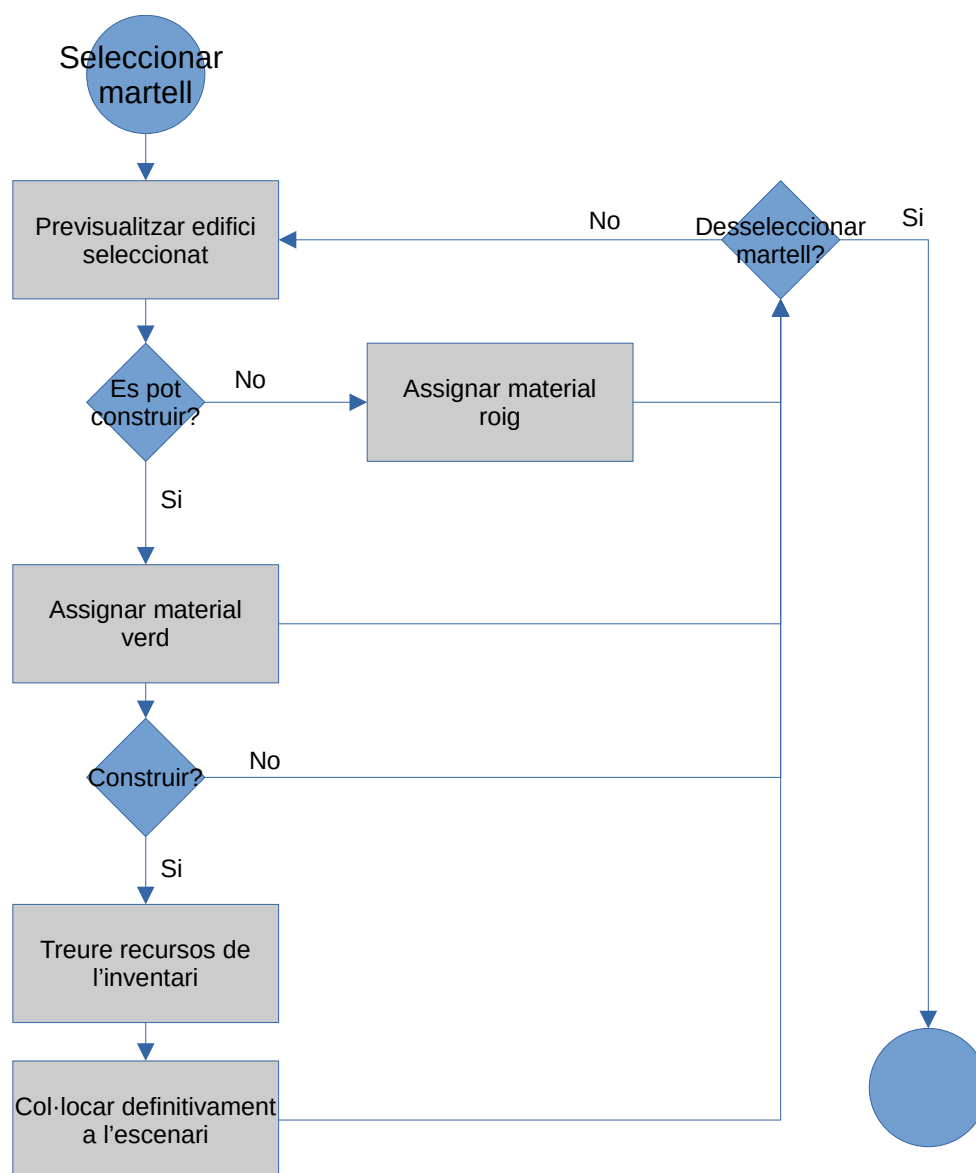 Seleccionar
martell
Previsualitzar edifici
seleccionat
No
Desseleccionar
martell?
Si
Es pot
construir?
No
Assignar material
roig
Si
Assignar material
verd
Construir?
No
Si
Treure recursos de
l’inventari
Col·locar definitivament
a l’escenari